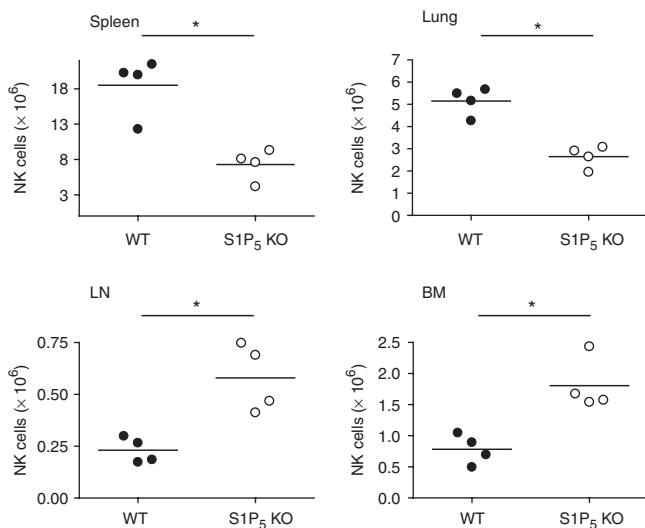 Spleen
*
NK cells (× 10⁶)
18
13
8
3
WT
S1P₅ KO
Lung
*
NK cells (× 10⁶)
7
6
5
4
3
2
1
0
WT
S1P₅ KO
LN
*
NK cells (× 10⁶)
0.75
0.50
0.25
0.00
WT
S1P₅ KO
BM
*
NK cells (× 10⁶)
2.5
2.0
1.5
1.0
0.5
0.0
WT
S1P₅ KO